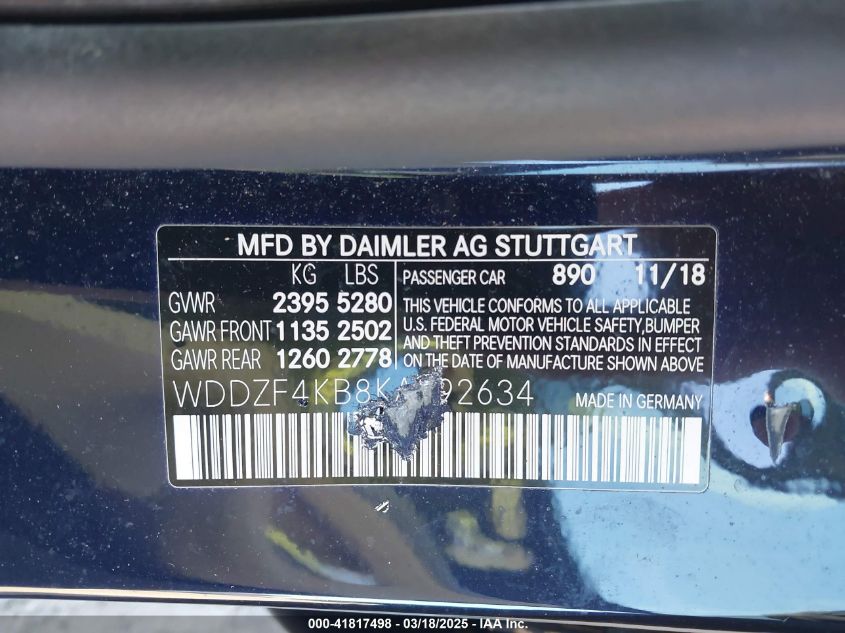 MFD BY DAIMLER AG STUTTGART
KG LBS
GVWR 2395 5280
GAWR FRONT 1135 2502
GAWR REAR 1260 2778
PASSENGER CAR 890 11/18
THIS VEHICLE CONFORMS TO ALL APPLICABLE
U.S. FEDERAL MOTOR VEHICLE SAFETY, BUMPER
AND THEFT PREVENTION STANDARDS IN EFFECT
ON THE DATE OF MANUFACTURE SHOWN ABOVE
MADE IN GERMANY
000-41817498 - 03/18/2025 - IAA Inc.